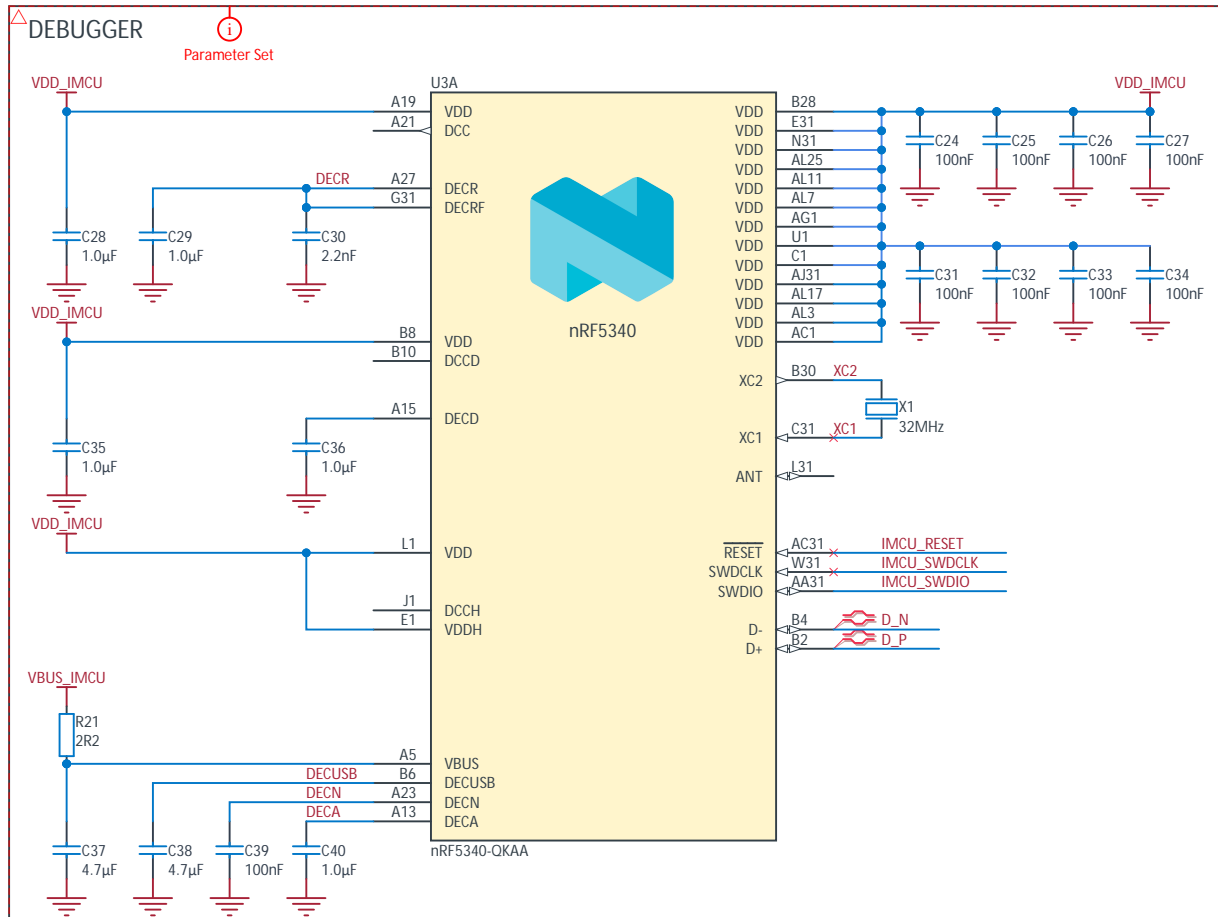 DEBUGGER
i
Parameter Set
VDD_IMCU
U3A
VDD_IMCU
A19
VDD
A21
DCC
DECR
A27
DECR
G31
DECRF
C28
1.0µF
C29
1.0µF
C30
2.2nF
VDD_IMCU
B8
VDD
B10
DCCD
A15
DECD
C35
1.0µF
C36
1.0µF
VDD_IMCU
L1
VDD
J1
DCCH
E1
VDDH
VBUS_IMCU
R21
2R2
A5
VBUS
DECUSB
B6
DECUSB
DECN
A23
DECN
DECA
A13
DECA
C37
4.7µF
C38
4.7µF
C39
100nF
C40
1.0µF
nRF5340
nRF5340-QKAA
VDD
B28
VDD
E31
VDD
N31
VDD
AL25
VDD
AL11
VDD
AL7
VDD
AG1
VDD
U1
VDD
C1
VDD
AJ31
VDD
AL17
VDD
AL3
VDD
AC1
C24
100nF
C25
100nF
C26
100nF
C27
100nF
C31
100nF
C32
100nF
C33
100nF
C34
100nF
XC2
B30
XC2
X1
32MHz
XC1
C31
XC1
ANT
L31
RESET
AC31
IMCU_RESET
SWDCLK
W31
IMCU_SWDCLK
SWDIO
AA31
IMCU_SWDIO
D-
B4
D_N
D+
B2
D_P